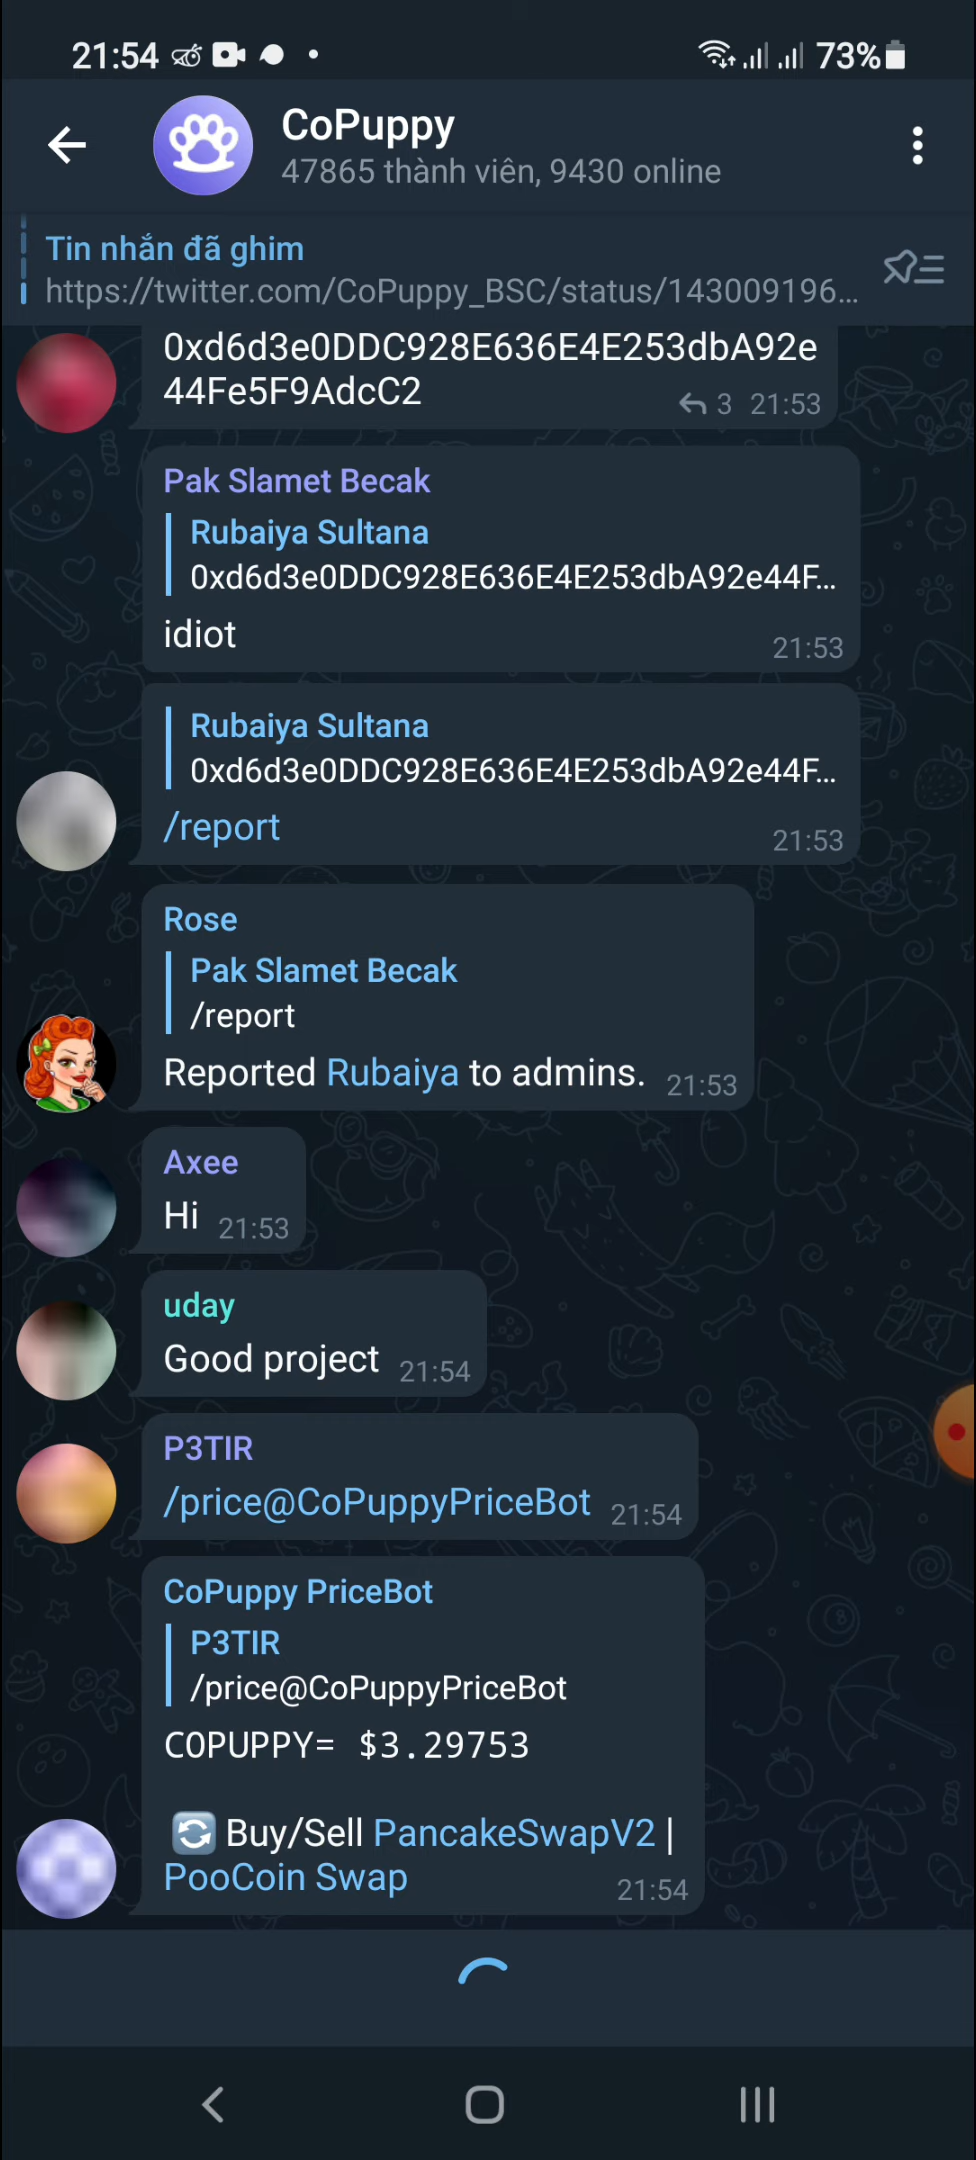 21:54
73%
CoPuppy
47865 thành viên, 9430 online
Tin nhắn đã ghim
https://twitter.com/CoPuppy_BSC/status/143009196...
0xd6d3e0DDC928E636E4E253dbA92e
44Fe5F9AdcC2
3 21:53
Pak Slamet Becak
Rubaiya Sultana
0xd6d3e0DDC928E636E4E253dbA92e44F...
idiot
21:53
Rubaiya Sultana
0xd6d3e0DDC928E636E4E253dbA92e44F...
/report
21:53
Rose
Pak Slamet Becak
/report
Reported Rubaiya to admins. 21:53
Axee
Hi 21:53
uday
Good project 21:54
P3TIR
/price@CoPuppyPriceBot 21:54
CoPuppy PriceBot
P3TIR
/price@CoPuppyPriceBot
COPUPPY= $3.29753
Buy/Sell PancakeSwapV2 |
PooCoin Swap
21:54